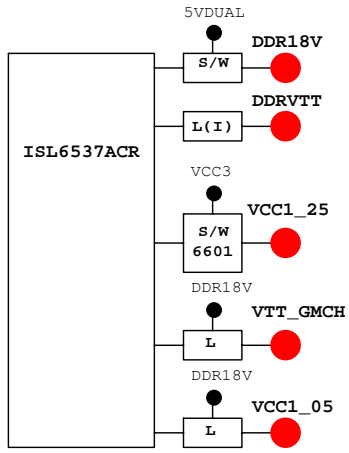 5VDUAL
DDR18V
S/W
DDRVTT
L(I)
ISL6537ACR
VCC3
VCC1_25
S/W
6601
DDR18V
VTT_GMCH
L
DDR18V
VCC1_05
L